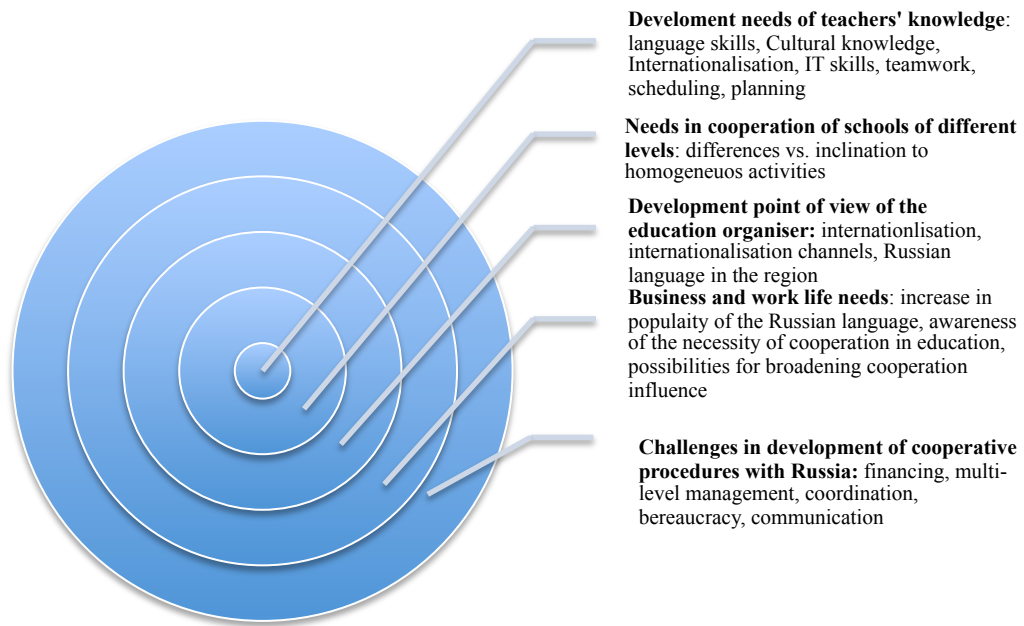 Develoment needs of teachers' knowledge:
language skills, Cultural knowledge,
Internationalisation, IT skills, teamwork,
scheduling, planning
Needs in cooperation of schools of different
levels: differences vs. inclination to
homogeneuos activities
Development point of view of the
education organiser: internationlisation,
internationalisation channels, Russian
language in the region
Business and work life needs: increase in
populaity of the Russian language, awareness
of the necessity of cooperation in education,
possibilities for broadening cooperation
influence
Challenges in development of cooperative
procedures with Russia: financing, multi-
level management, coordination,
bereaucracy, communication